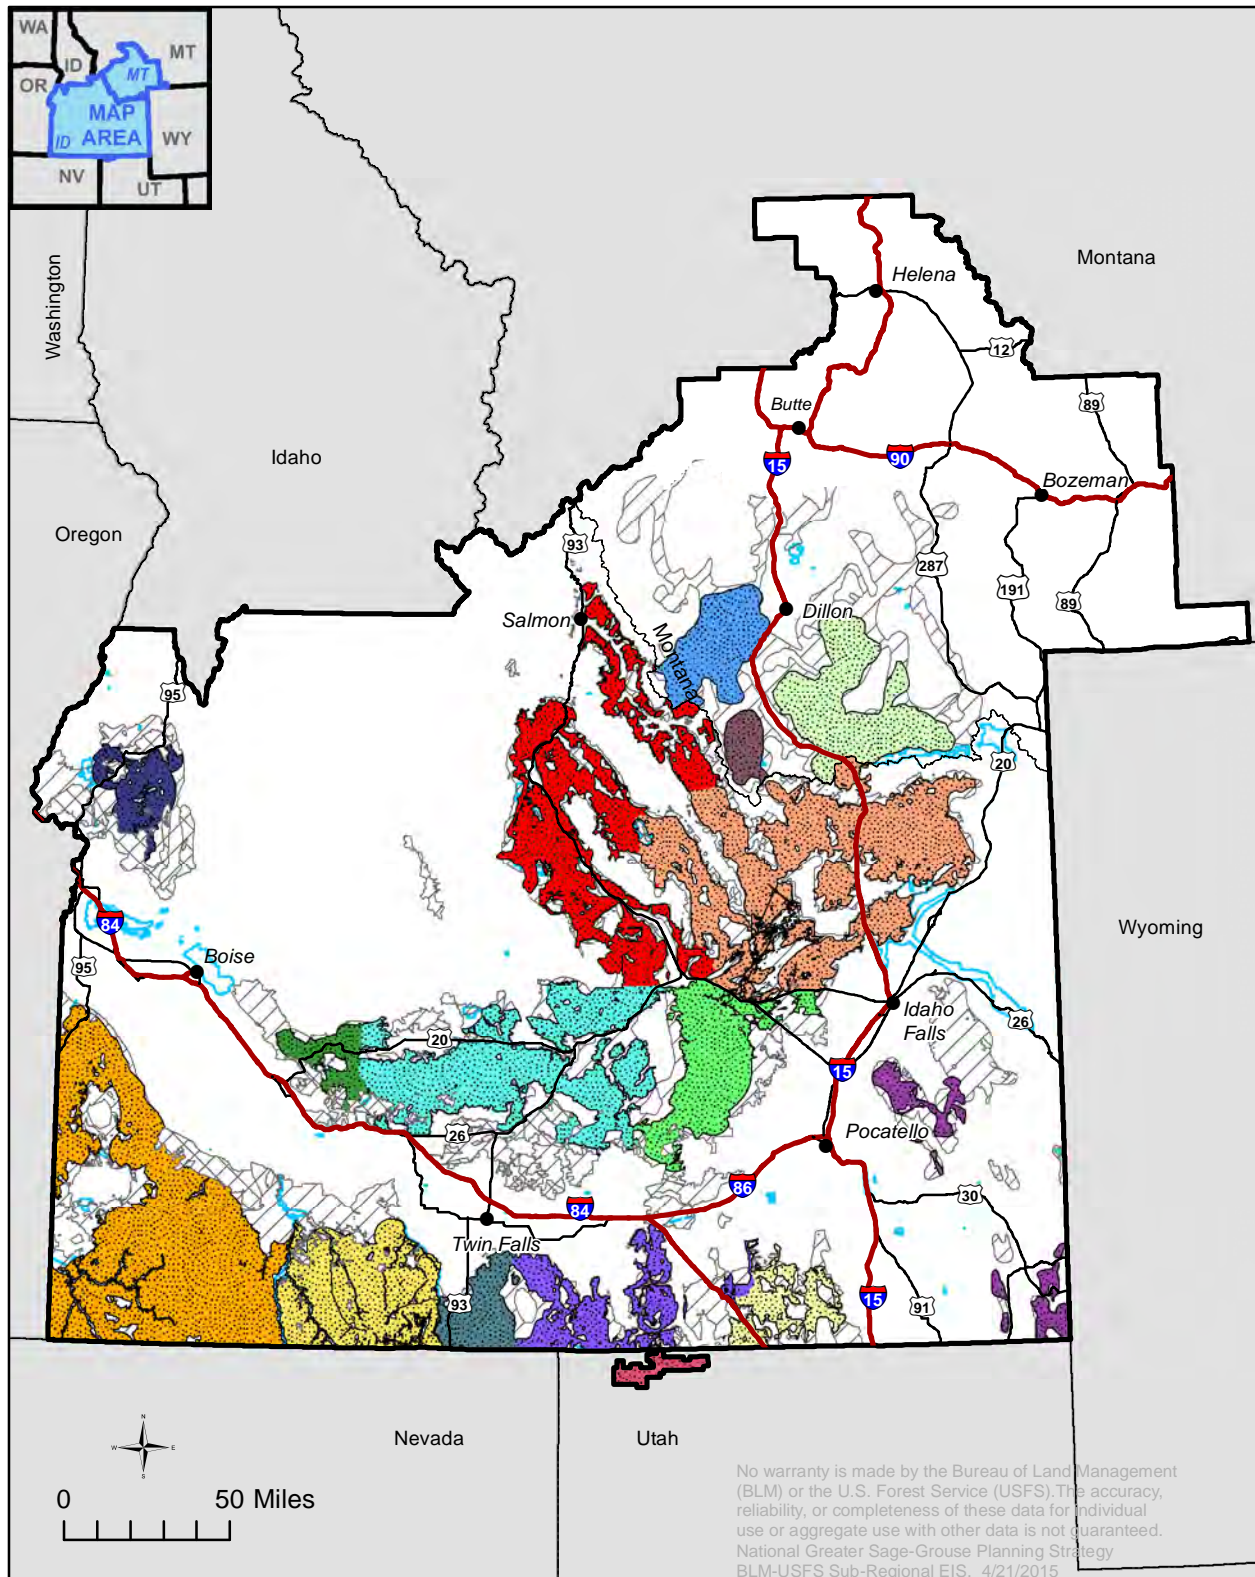 WA
MT
ID
MT
OR
MAP
AREA
ID
WY
NV
UT
Washington
Montana
Helena
12
Butte
89
15
90
Bozeman
Idaho
Oregon
93
287
191
89
Salmon
Dillon
Montana
95
20
Wyoming
84
95
Boise
Idaho
Falls
26
20
15
26
Pocatello
86
30
84
Twin Falls
93
15
91
Nevada
Utah
N
W
E
S
0
50 Miles
No warranty is made by the Bureau of Land Management
(BLM) or the U.S. Forest Service (USFS).The accuracy,
reliability, or completeness of these data for individual
use or aggregate use with other data is not guaranteed.
National Greater Sage-Grouse Planning Strategy
BLM-USFS Sub-Regional EIS. 4/21/2015